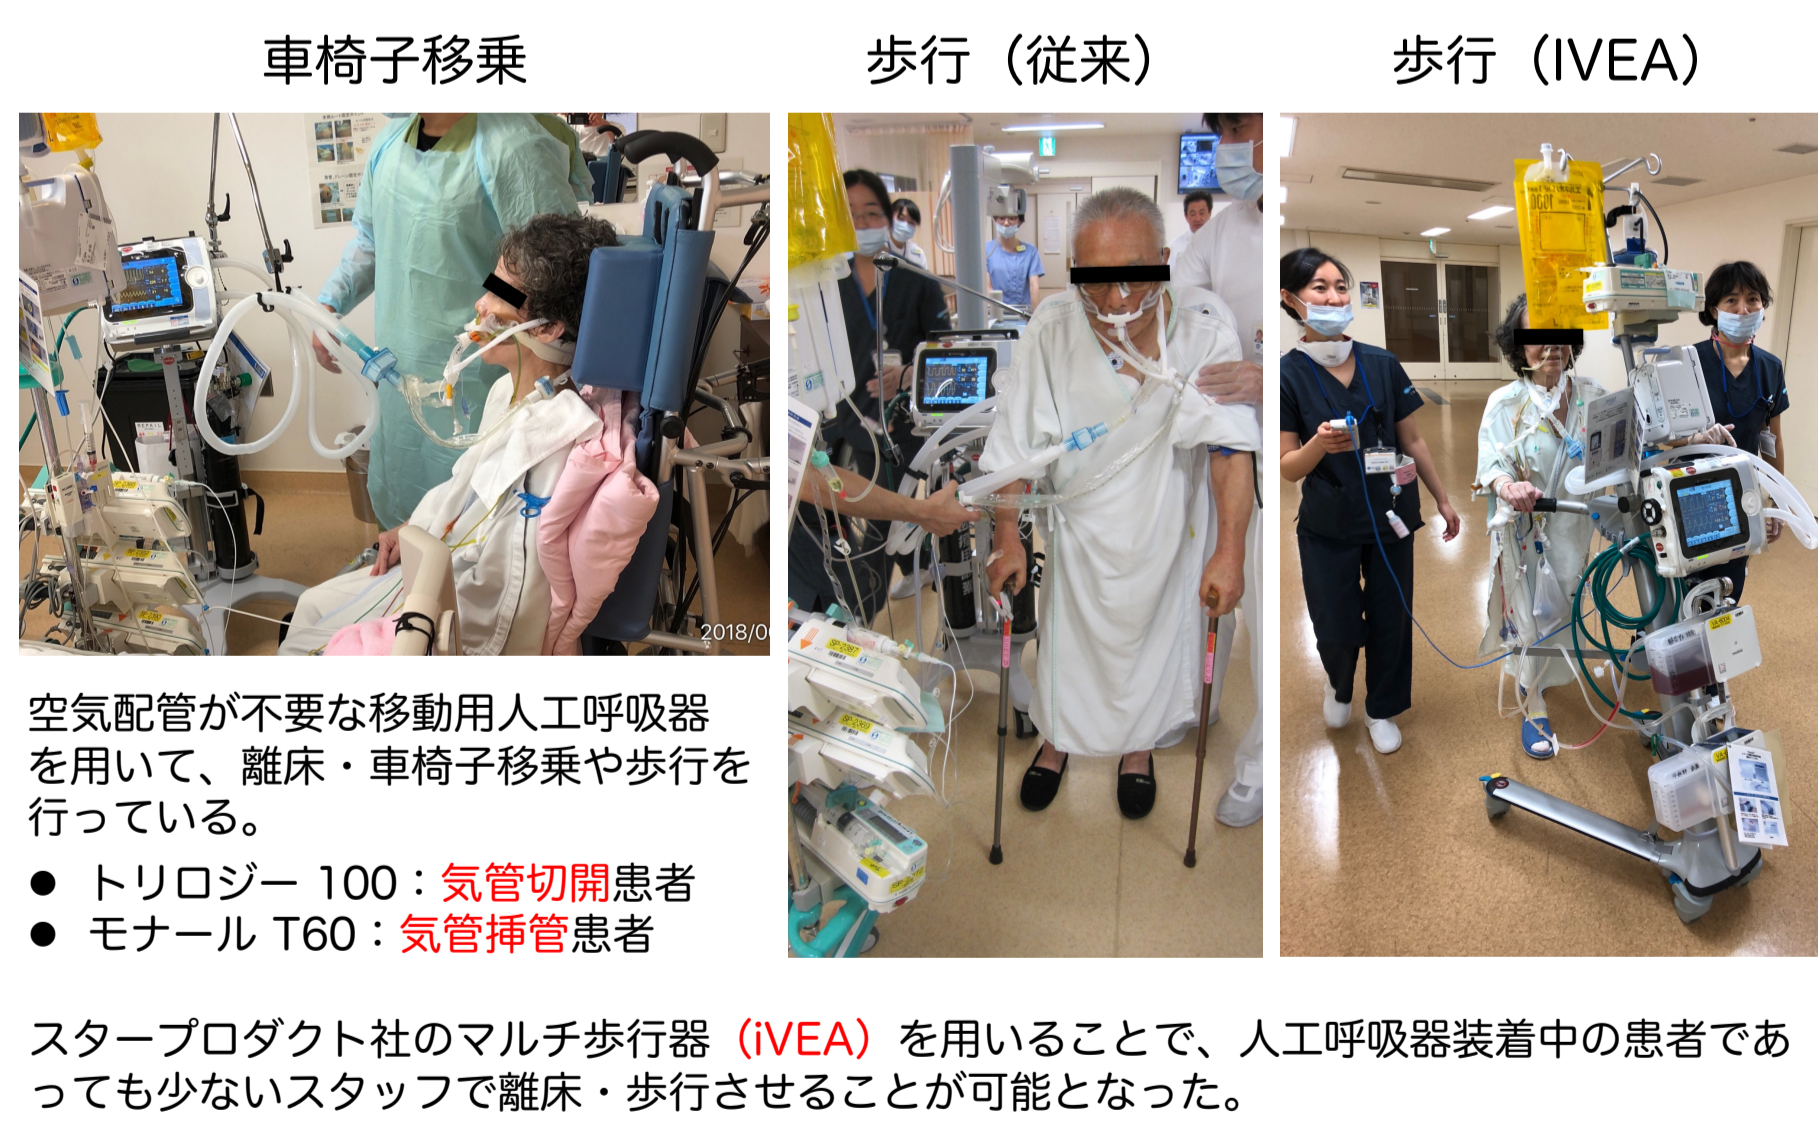 車椅子移乗
歩行（従来）
歩行（IVEA）
2018/0
SP-2387
SP-2369
1000
空気配管が不要な移動用人工呼吸器
を用いて、離床・車椅子移乗や歩行を
行っている。
● トリロジー 100：気管切開患者
● モナール T60：気管挿管患者
スタープロダクト社のマルチ歩行器（iVEA）を用いることで、人工呼吸器装着中の患者であ
っても少ないスタッフで離床・歩行させることが可能となった。